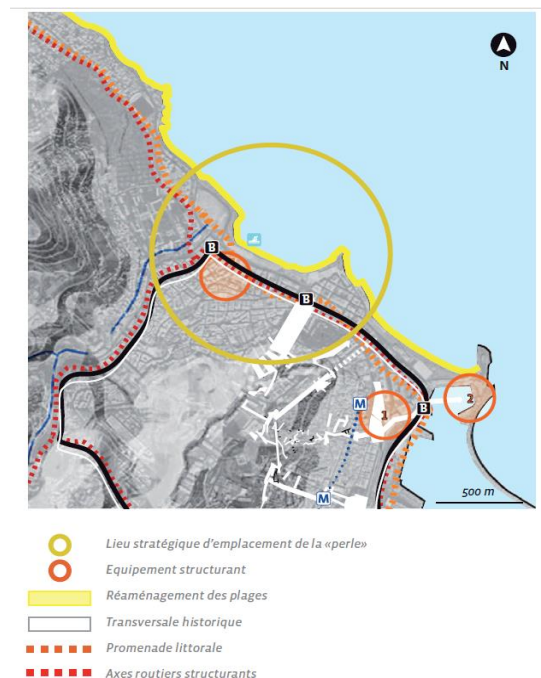 N
B
B
M
1
B
2
M
500 m
Lieu stratégique d'emplacement de la «perle»
Equipement structurant
Réaménagement des plages
Transversale historique
Promenade littorale
Axes routiers structurants